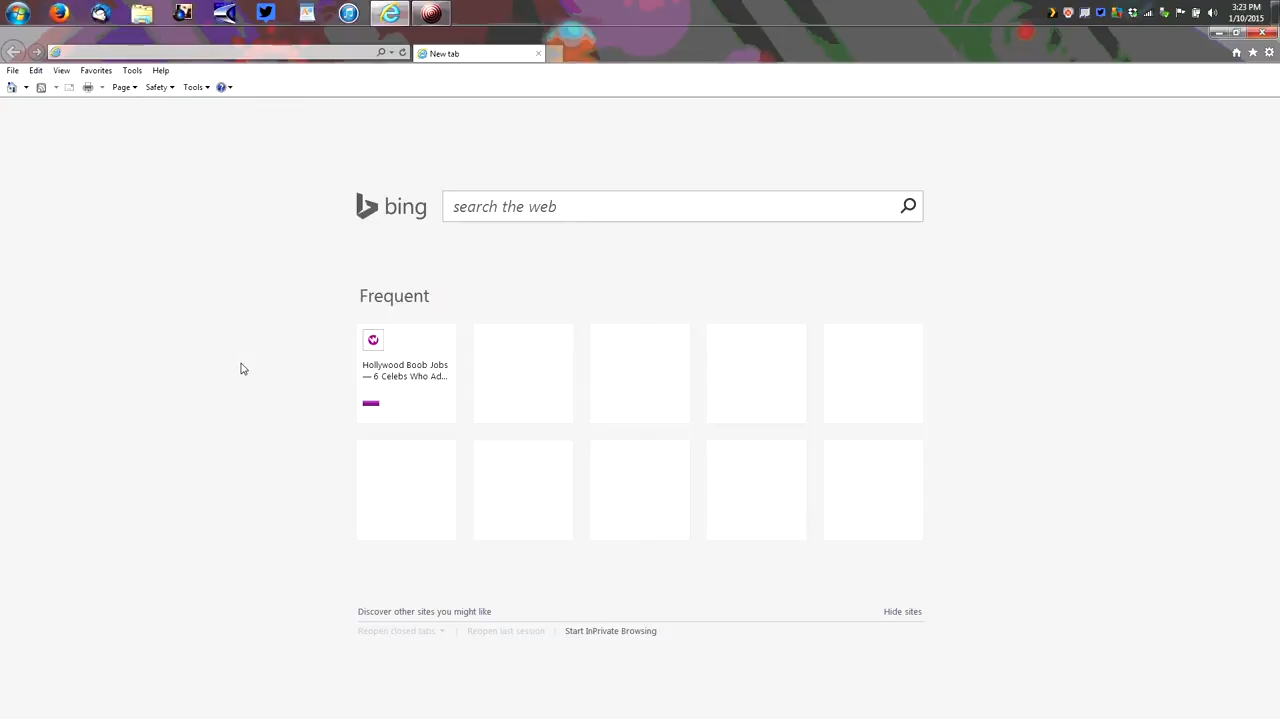 3:23 PM
1/10/2015
New tab
File Edit View Favorites Tools Help
Page Safety Tools
bing search the web
Frequent
Hollywood Boob Jobs
— 6 Celebs Who Ad...
Discover other sites you might like Hide sites
Reopen closed tabs | Reopen last session | Start InPrivate Browsing